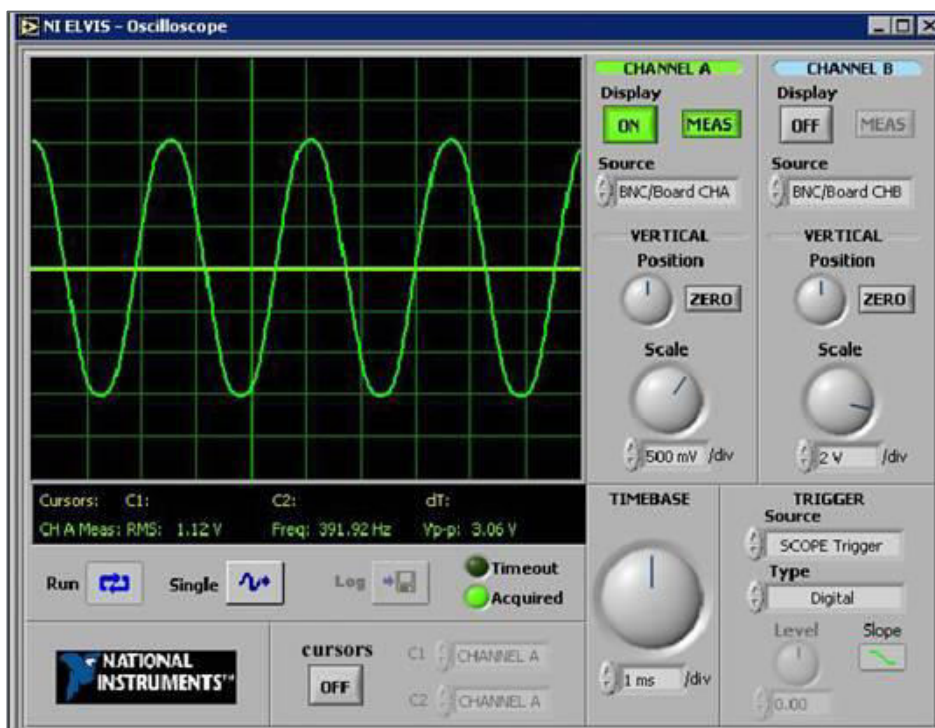 NI ELVIS - Oscilloscope
CHANNEL A
Display
ON MEAS
Source
BNC/Board CHA
VERTICAL
Position
ZERO
Scale
500 mV /div
CHANNEL B
Display
OFF MEAS
Source
BNC/Board CHB
VERTICAL
Position
ZERO
Scale
2 V /div
Cursors: C1: C2: dT:
CH A Meas: RMS: 1.12 V Freq: 391.92 Hz Vp-p: 3.06 V
Run Single Log
Timeout
Acquired
NATIONAL
INSTRUMENTS™
cursors
OFF
C1 CHANNEL A
C2 CHANNEL A
TIMEBASE
1 ms /div
TRIGGER
Source
SCOPE Trigger
Type
Digital
Level Slope
0.00